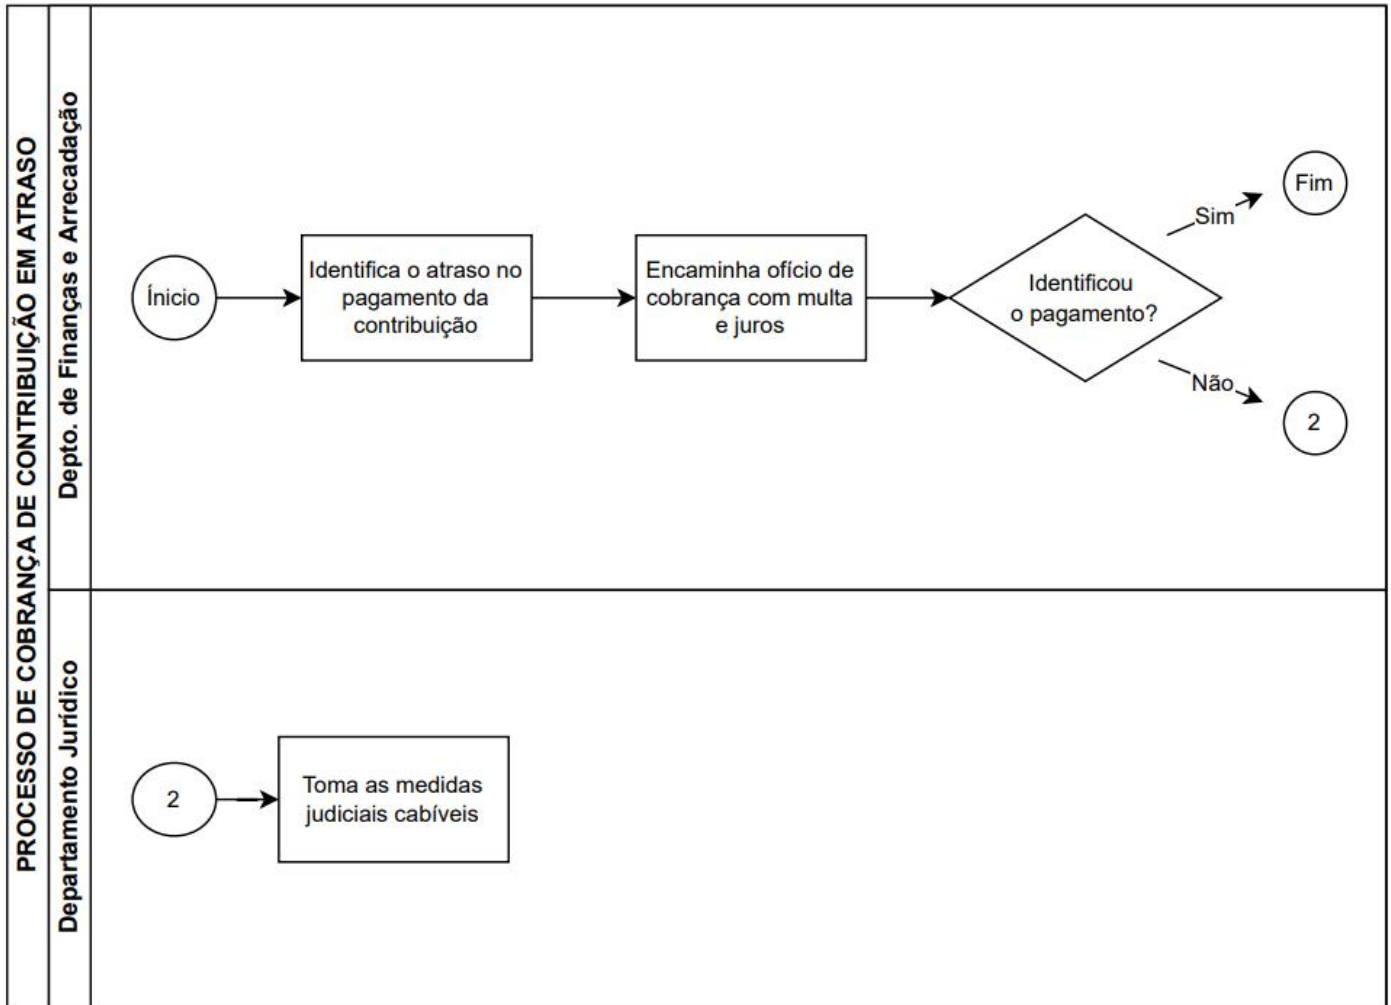 PROCESSO DE COBRANÇA DE CONTRIBUIÇÃO EM ATRASO
Depto. de Finanças e Arrecadação
Ínicio
Identifica o atraso no
pagamento da
contribuição
Encaminha ofício de
cobrança com multa
e juros
Identificou
o pagamento?
Sim
Fim
Não
2
Departamento Jurídico
2
Toma as medidas
judiciais cabíveis